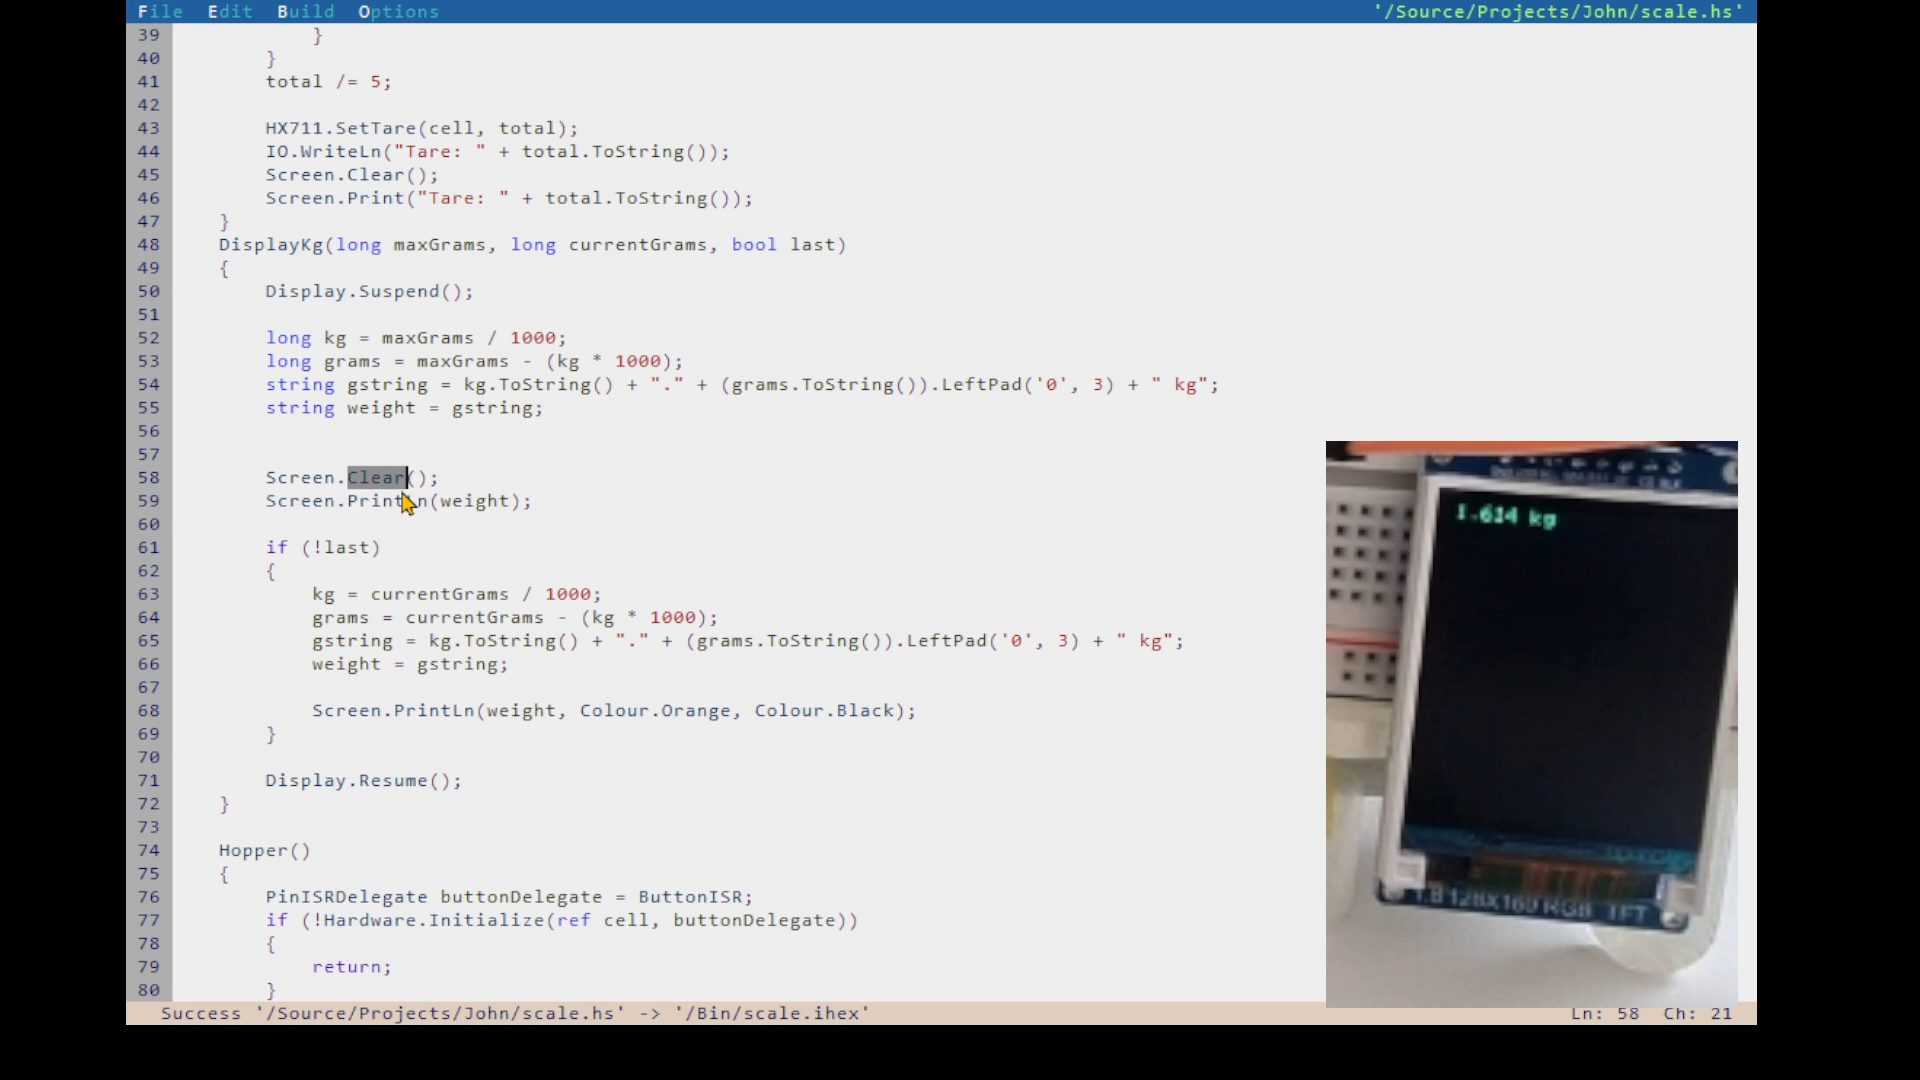 File Edit Build Options '/Source/Projects/John/scale.hs'
39 }
40 }
41 total /= 5;
42
43 HX711.SetTare(cell, total);
44 IO.WriteLn("Tare: " + total.ToString());
45 Screen.Clear();
46 Screen.Print("Tare: " + total.ToString());
47 }
48 DisplayKg(long maxGrams, long currentGrams, bool last)
49 {
50 Display.Suspend();
51
52 long kg = maxGrams / 1000;
53 long grams = maxGrams - (kg * 1000);
54 string gstring = kg.ToString() + "." + (grams.ToString()).LeftPad('0', 3) + " kg";
55 string weight = gstring;
56
57
58 Screen.Clear();
59 Screen.PrintLn(weight);
60
61 if (!last)
62 {
63 kg = currentGrams / 1000;
64 grams = currentGrams - (kg * 1000);
65 gstring = kg.ToString() + "." + (grams.ToString()).LeftPad('0', 3) + " kg";
66 weight = gstring;
67
68 Screen.PrintLn(weight, Colour.Orange, Colour.Black);
69 }
70
71 Display.Resume();
72 }
73
74 Hopper()
75 {
76 PinISRDelegate buttonDelegate = ButtonISR;
77 if (!Hardware.Initialize(ref cell, buttonDelegate))
78 {
79 return;
80 }
1.614 kg
1.8 128X160 RGB TFT
Success '/Source/Projects/John/scale.hs' -> '/Bin/scale.ihex' Ln: 58 Ch: 21